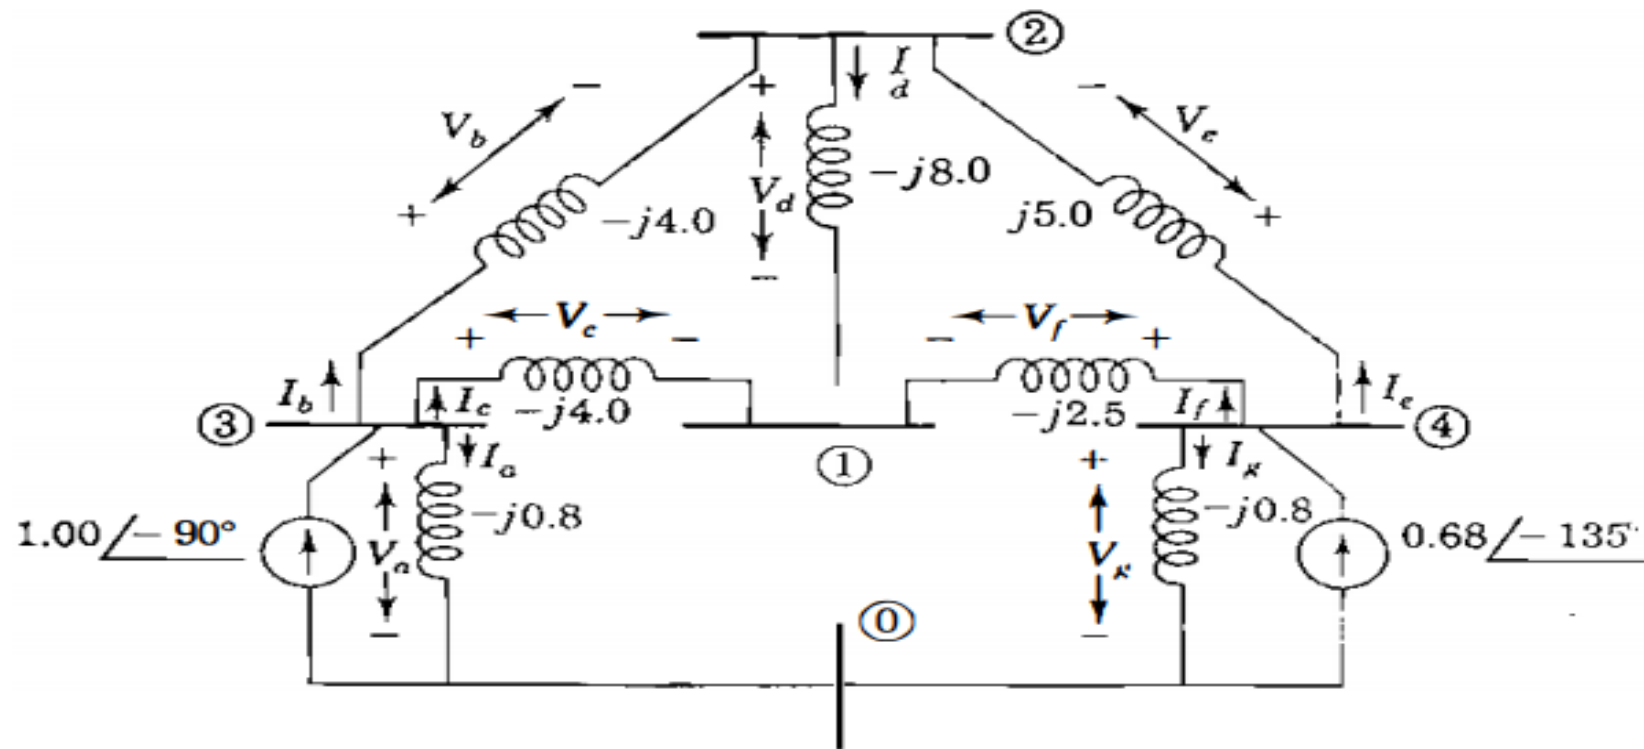 ②
I_d
V_b
V_e
-j8.0
V_d
-j4.0
j5.0
V_c
V_f
I_b
I_c
-j4.0
-j2.5
I_f
I_e
③
④
I_a
①
I_g
-j0.8
-j0.8
1.00∠-90°
V_a
V_g
0.68∠-135°
⓪